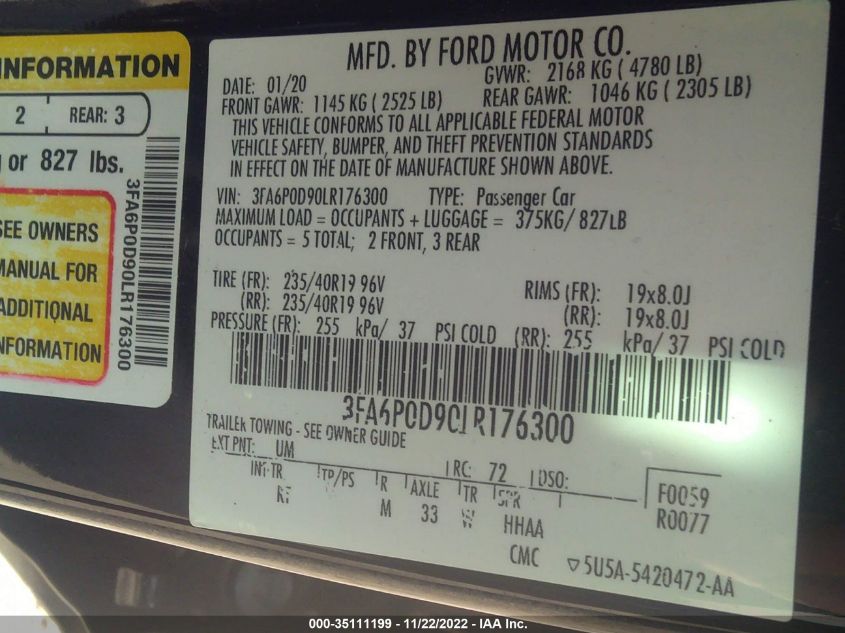 INFORMATION
2 REAR: 3
or 827 lbs.
SEE OWNERS
MANUAL FOR
ADDITIONAL
INFORMATION
3FA6P0D90LR176300
MFD. BY FORD MOTOR CO.
DATE: 01/20 GVWR: 2168 KG ( 4780 LB)
FRONT GAWR: 1145 KG ( 2525 LB) REAR GAWR: 1046 KG ( 2305 LB)
THIS VEHICLE CONFORMS TO ALL APPLICABLE FEDERAL MOTOR
VEHICLE SAFETY, BUMPER, AND THEFT PREVENTION STANDARDS
IN EFFECT ON THE DATE OF MANUFACTURE SHOWN ABOVE.
VIN: 3FA6P0D90LR176300 TYPE: Passenger Car
MAXIMUM LOAD = OCCUPANTS + LUGGAGE = 375KG/ 827LB
OCCUPANTS = 5 TOTAL; 2 FRONT, 3 REAR
TIRE (FR): 235/40R19 96V RIMS (FR): 19x8.0J
(RR): 235/40R19 96V (RR): 19x8.0J
PRESSURE (FR): 255 kPa/ 37 PSI COLD (RR): 255 kPa/ 37 PSI COLD
3FA6P0D90LR176300
TRAILER TOWING - SEE OWNER GUIDE
EXT PNT: UM RC: 72 DSO:
INT TR TP/PS R AXLE TR SPR F0059
M 33 W HHAA R0077
CMC 5U5A-5420472-AA
000-35111199 - 11/22/2022 - IAA Inc.